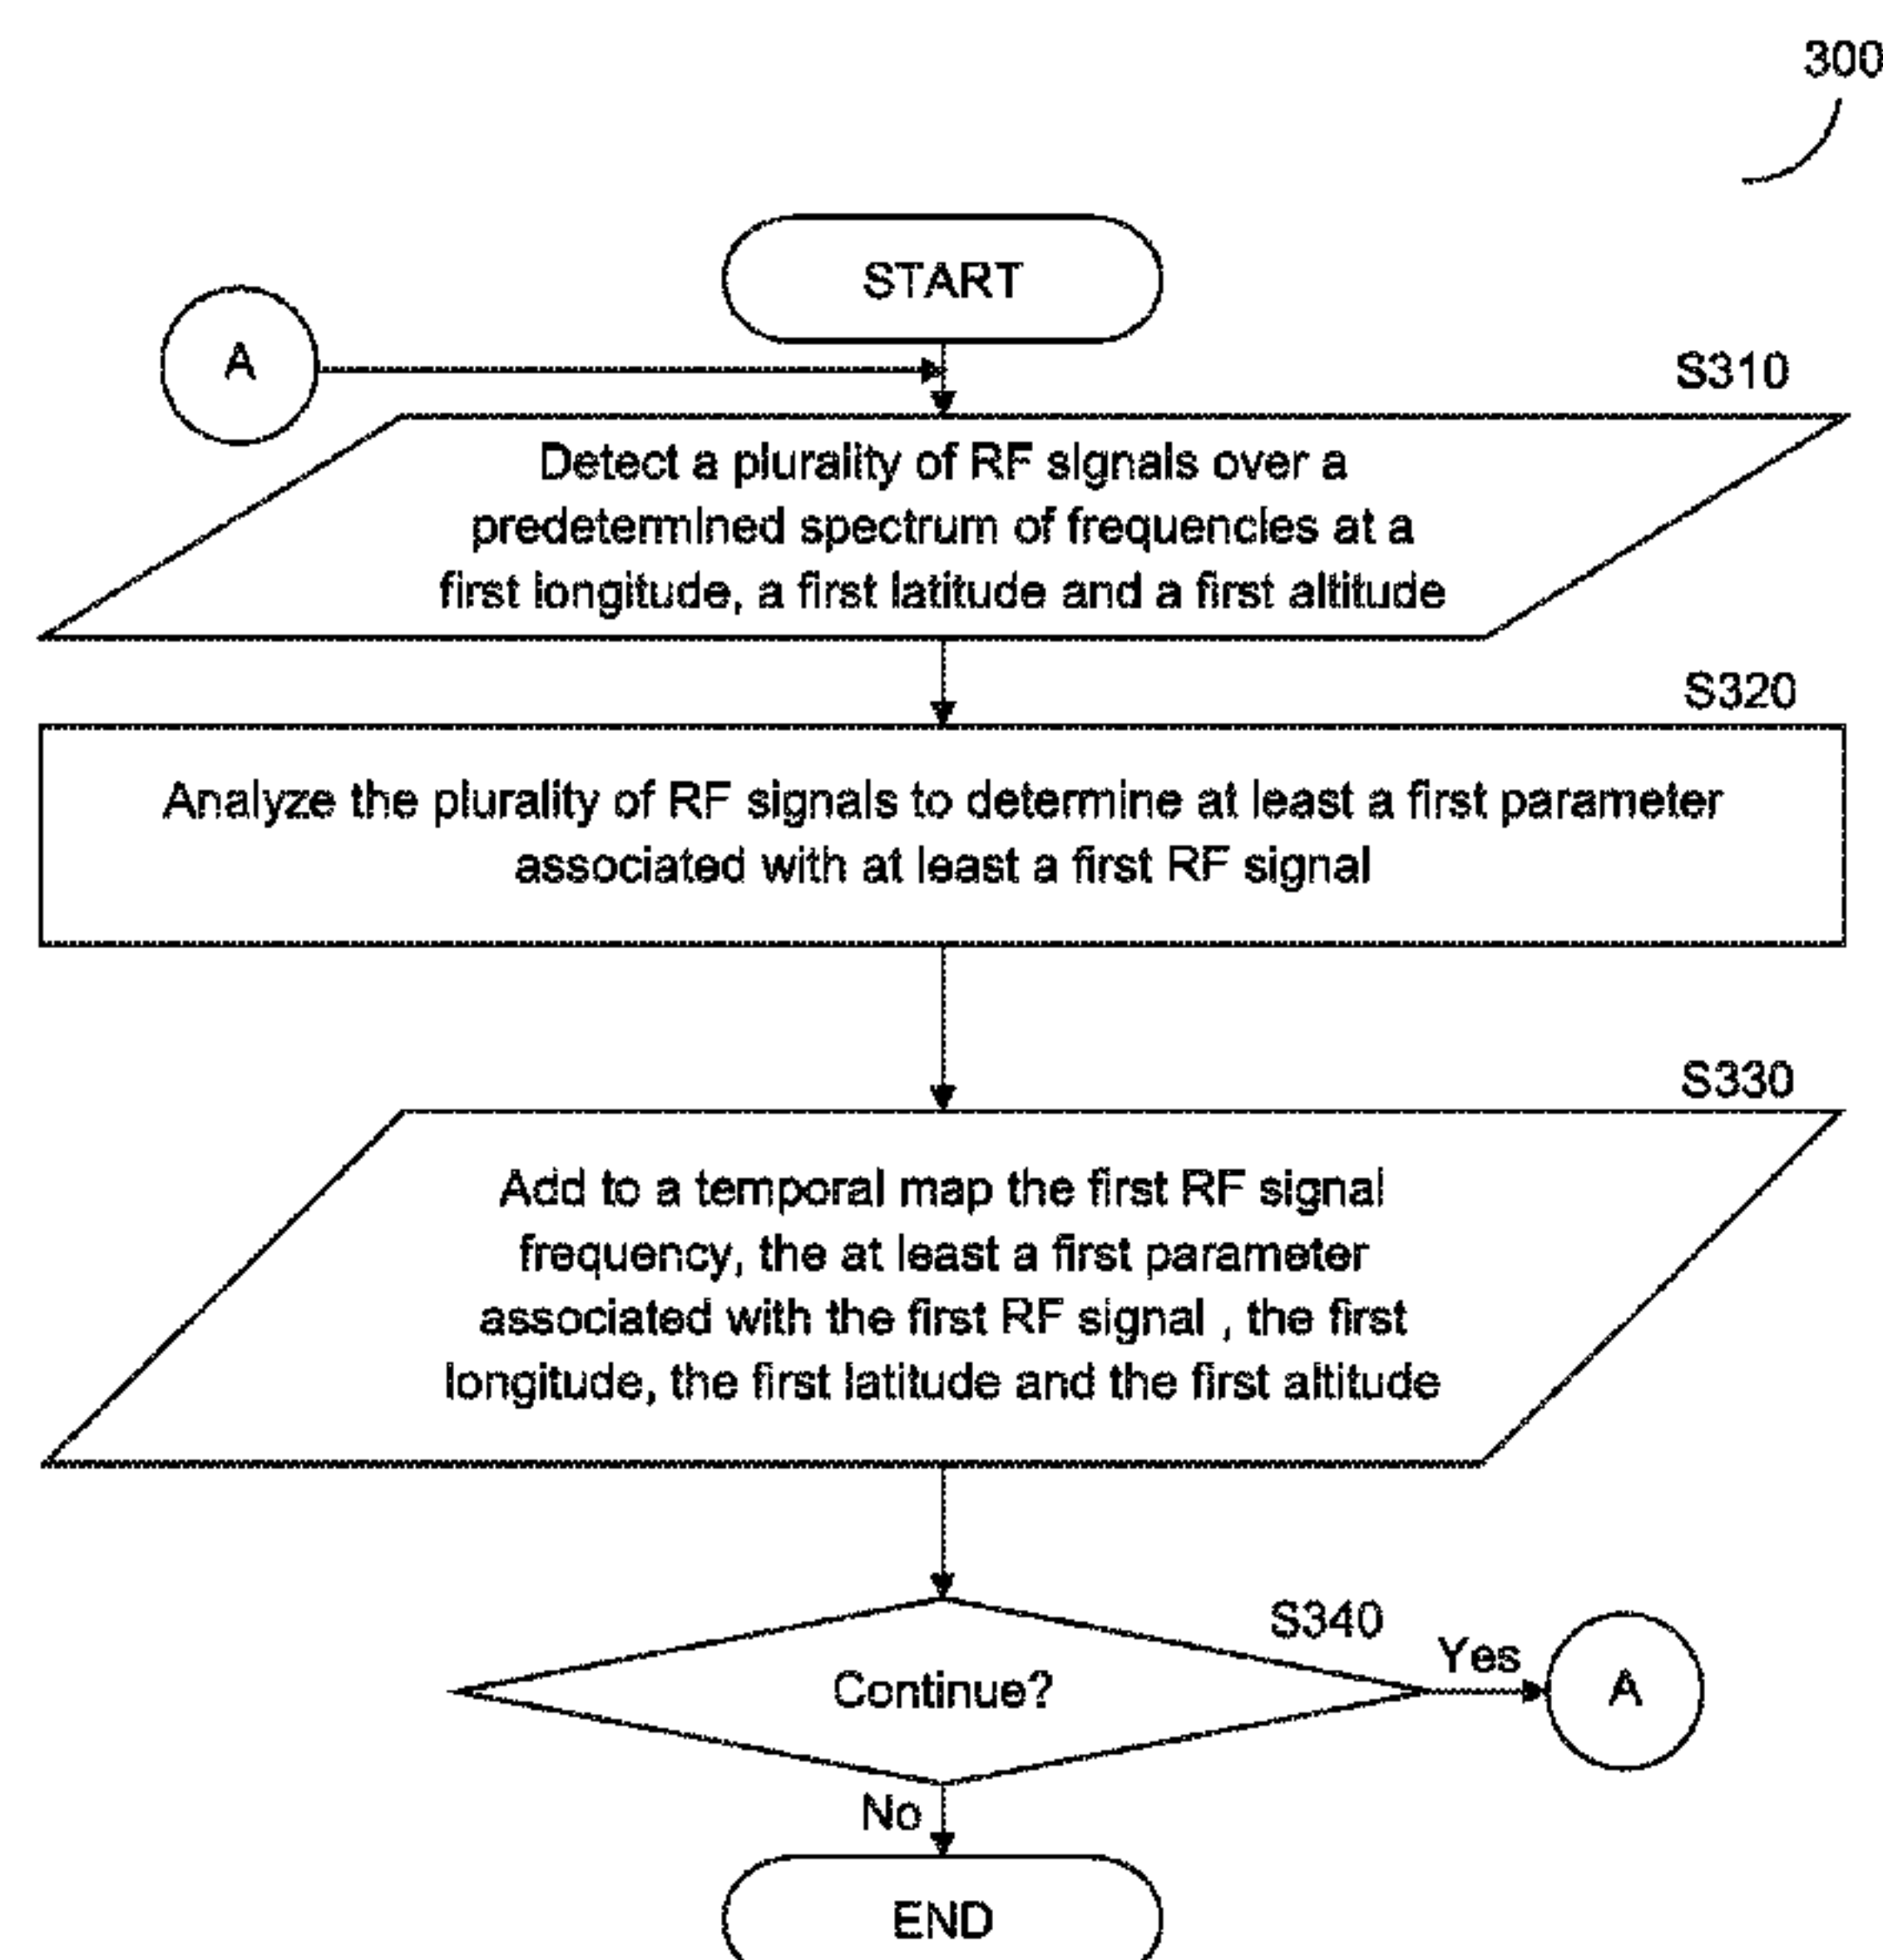 300
START
A
S310
Detect a plurality of RF signals over a
predetermined spectrum of frequencies at a
first longitude, a first latitude and a first altitude
S320
Analyze the plurality of RF signals to determine at least a first parameter
associated with at least a first RF signal
S330
Add to a temporal map the first RF signal
frequency, the at least a first parameter
associated with the first RF signal , the first
longitude, the first latitude and the first altitude
S340
Continue?
Yes
A
No
END